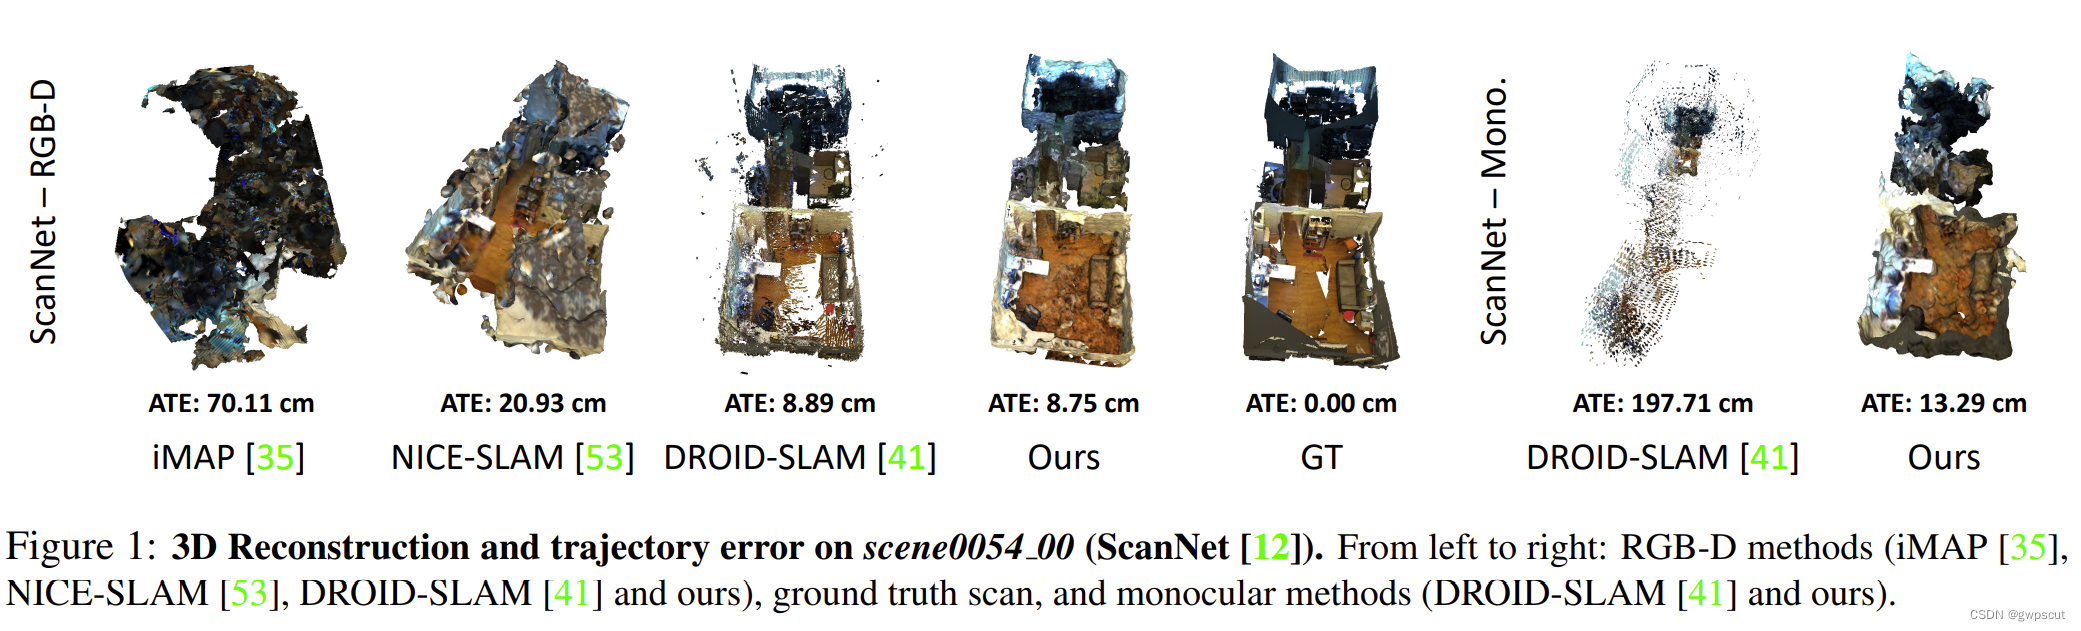 ScanNet – RGB-D
ScanNet – Mono.
ATE: 70.11 cm
ATE: 20.93 cm
ATE: 8.89 cm
ATE: 8.75 cm
ATE: 0.00 cm
ATE: 197.71 cm
ATE: 13.29 cm
iMAP [35]
NICE-SLAM [53]
DROID-SLAM [41]
Ours
GT
DROID-SLAM [41]
Ours
Figure 1: 3D Reconstruction and trajectory error on scene0054_00 (ScanNet [12]). From left to right: RGB-D methods (iMAP [35],
NICE-SLAM [53], DROID-SLAM [41] and ours), ground truth scan, and monocular methods (DROID-SLAM [41] and ours).
CSDN @gwpscut